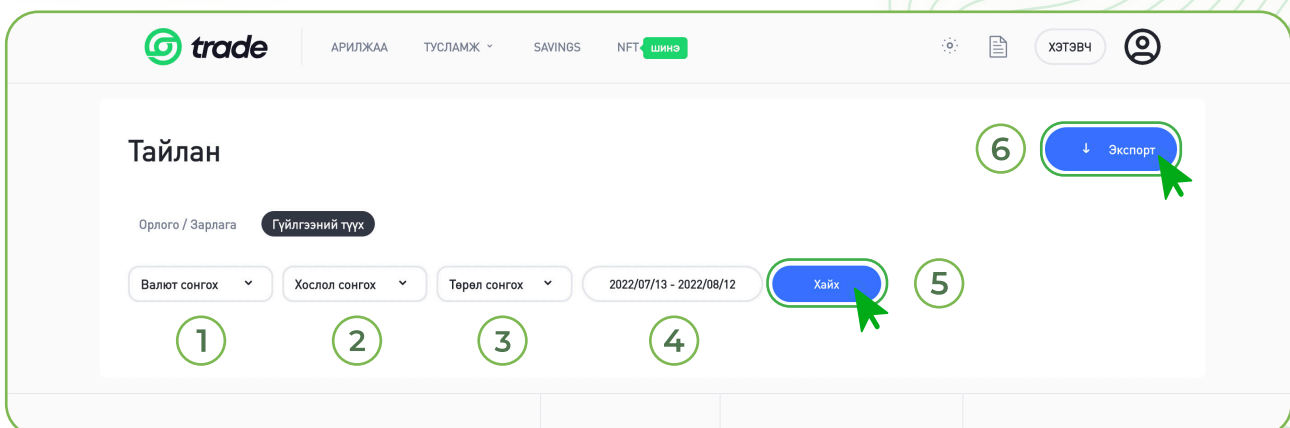 trade АРИЛЖАА ТУСЛАМЖ SAVINGS NFT шинэ ХЭТЭВЧ
Тайлан 6 Экспорт
Орлого / Зарлага Гүйлгээний түүх
Валют сонгох Хослол сонгох Төрөл сонгох 2022/07/13 - 2022/08/12 Хайх 5
1 2 3 4